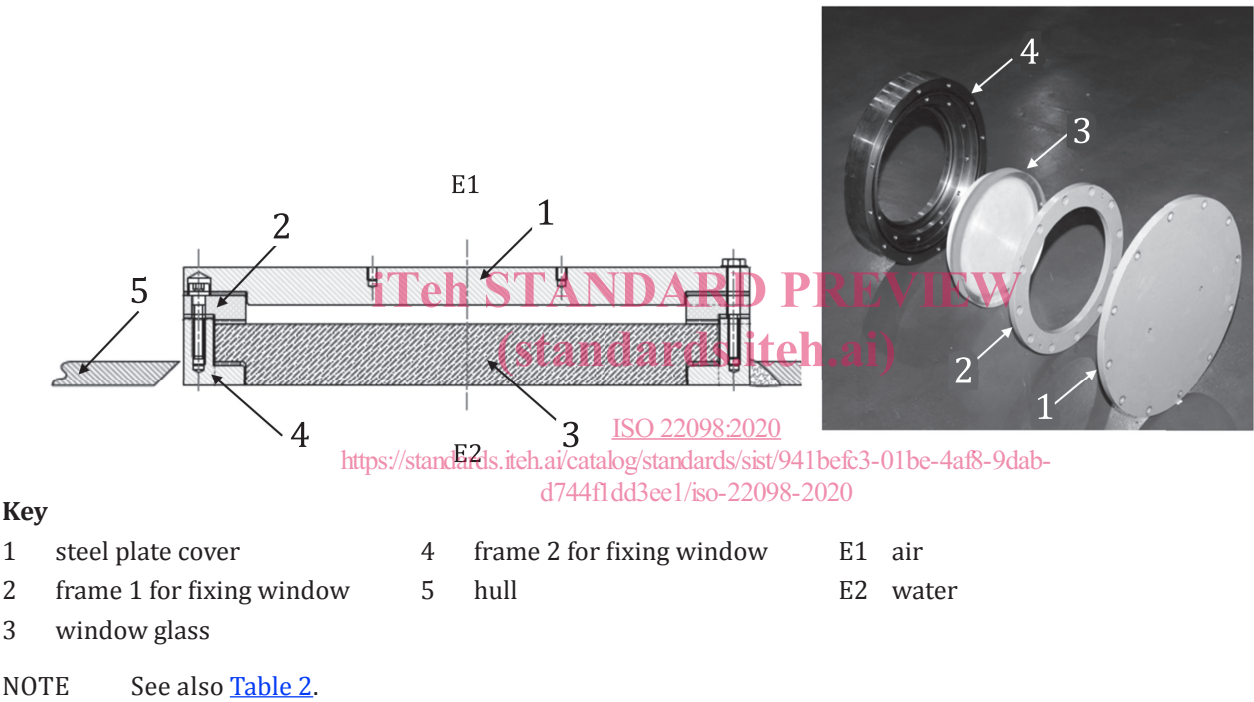 E1
1
2
5
4
3
E2
4
3
2
1
iTeh STANDARD PREVIEW
(standards.iteh.ai)
ISO 22098:2020
https://standards.iteh.ai/catalog/standards/sist/941befc3-01be-4af8-9dab-
d744f1dd3ee1/iso-22098-2020
Key
1 steel plate cover 4 frame 2 for fixing window E1 air
2 frame 1 for fixing window 5 hull E2 water
3 window glass
NOTE See also Table 2.